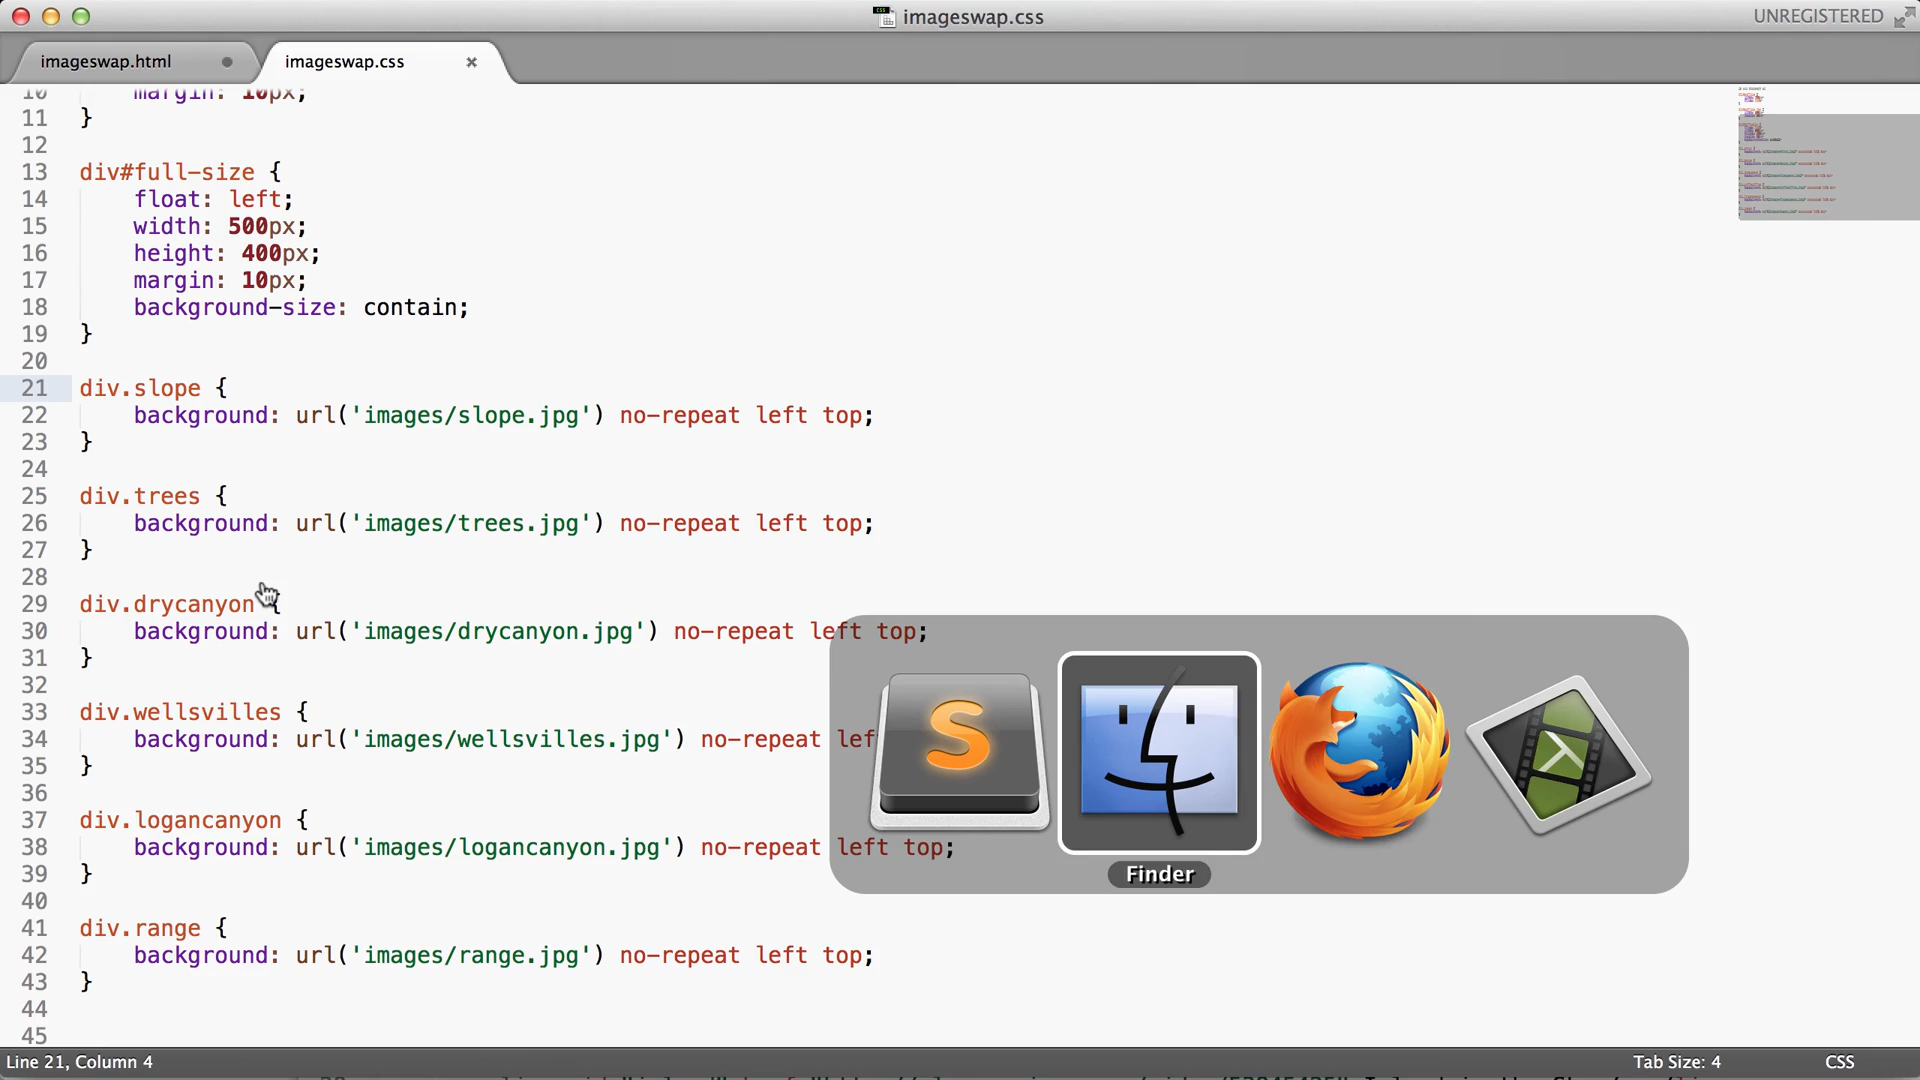 imageswap.css
UNREGISTERED
imageswap.html
imageswap.css
10 margin: 10px;
11 }
12
13 div#full-size {
14 float: left;
15 width: 500px;
16 height: 400px;
17 margin: 10px;
18 background-size: contain;
19 }
20
21 div.slope {
22 background: url('images/slope.jpg') no-repeat left top;
23 }
24
25 div.trees {
26 background: url('images/trees.jpg') no-repeat left top;
27 }
28
29 div.drycanyon {
30 background: url('images/drycanyon.jpg') no-repeat left top;
31 }
32
33 div.wellsvilles {
34 background: url('images/wellsvilles.jpg') no-repeat lef
35 }
36
37 div.logancanyon {
38 background: url('images/logancanyon.jpg') no-repeat left top;
39 }
40
41 div.range {
42 background: url('images/range.jpg') no-repeat left top;
43 }
44
45
Finder
Line 21, Column 4
Tab Size: 4
CSS